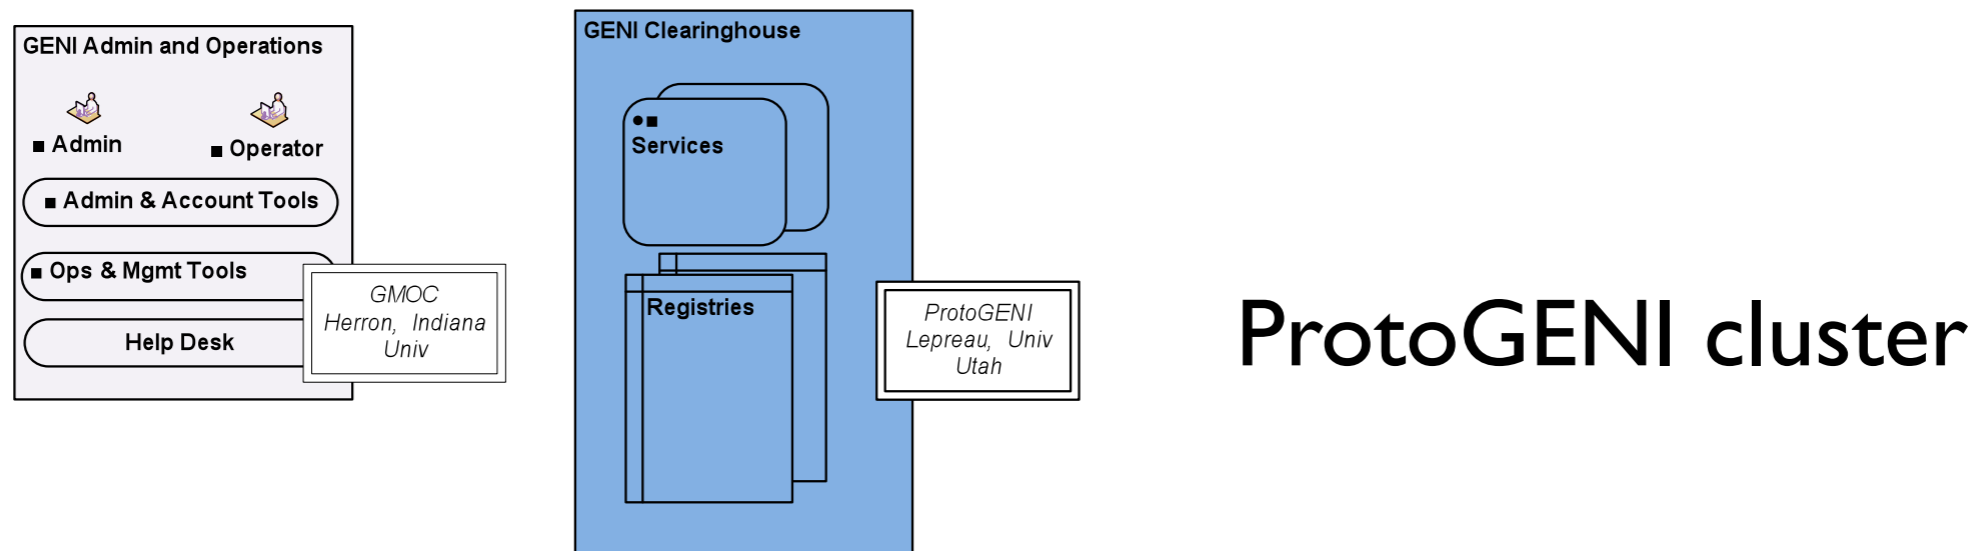 GENI Admin and Operations
Admin
Operator
Admin & Account Tools
Ops & Mgmt Tools
Help Desk
GMOC
Herron, Indiana
Univ
GENI Clearinghouse
Services
Registries
ProtoGENI
Lepreau, Univ
Utah
ProtoGENI cluster